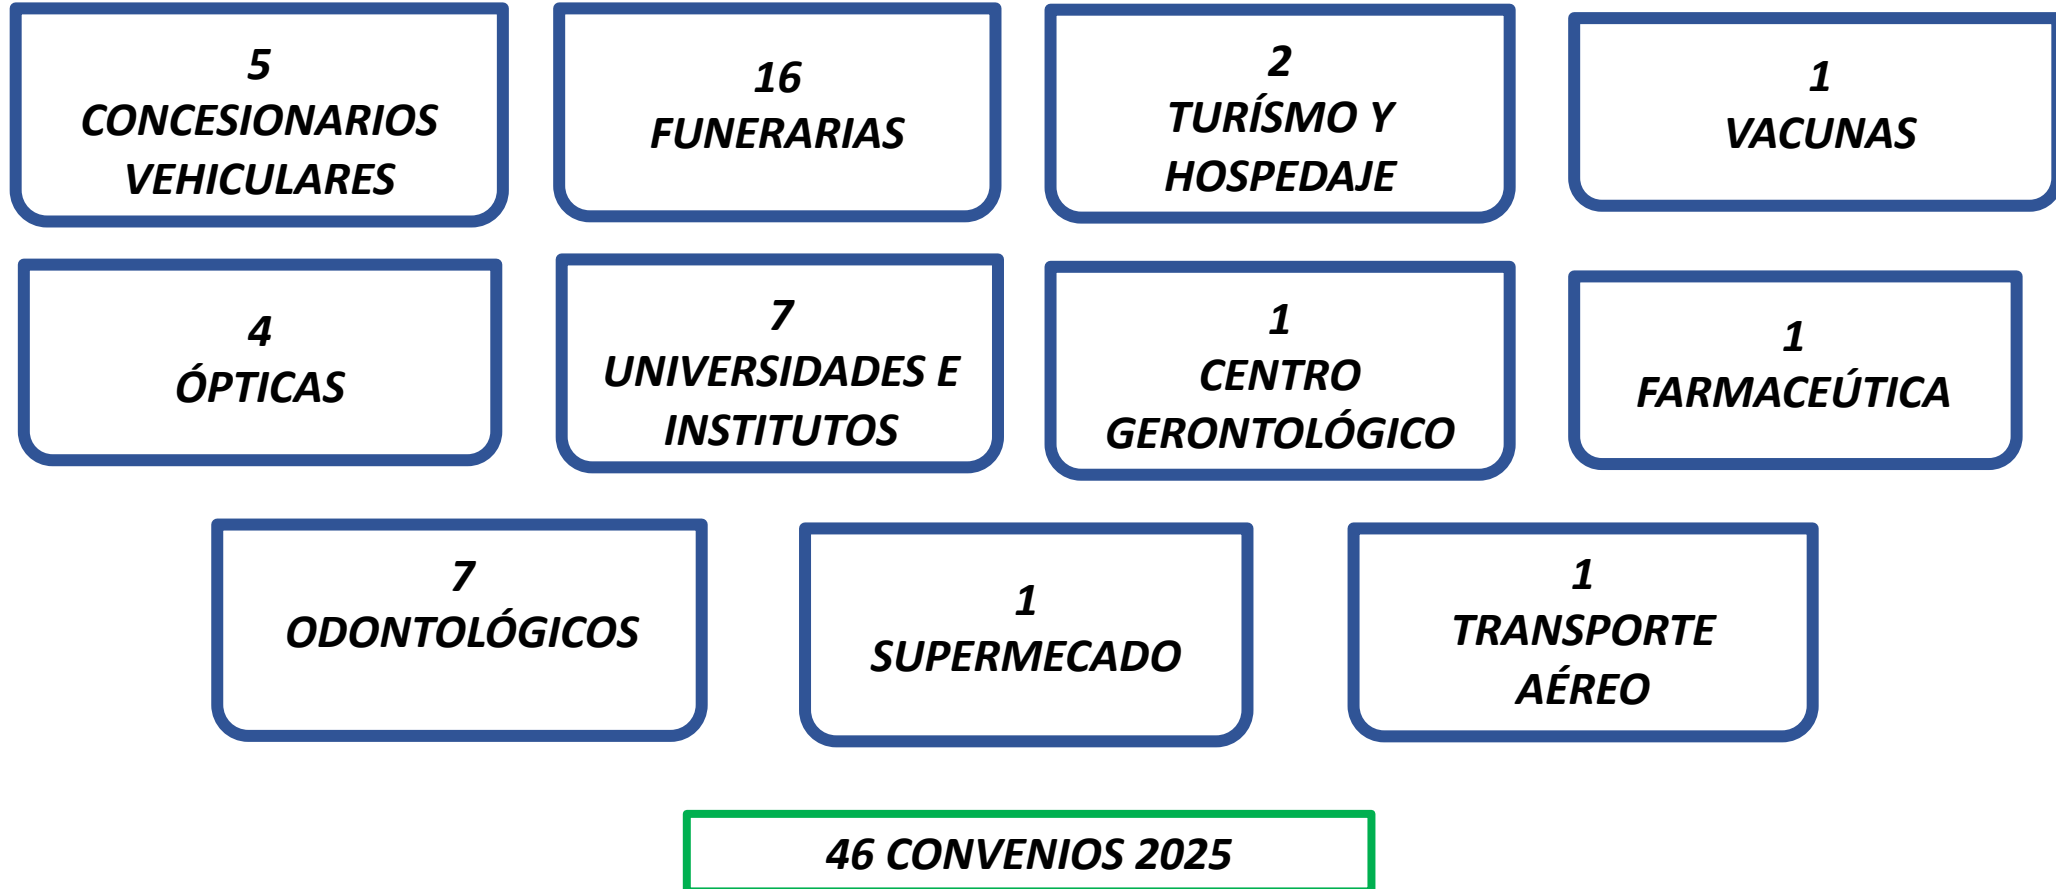 5
CONCESIONARIOS
VEHICULARES
16
FUNERARIAS
2
TURÍSMO Y
HOSPEDAJE
1
VACUNAS
4
ÓPTICAS
7
UNIVERSIDADES E
INSTITUTOS
1
CENTRO
GERONTOLÓGICO
1
FARMACEÚTICA
7
ODONTOLÓGICOS
1
SUPERMECADO
1
TRANSPORTE
AÉREO
46 CONVENIOS 2025